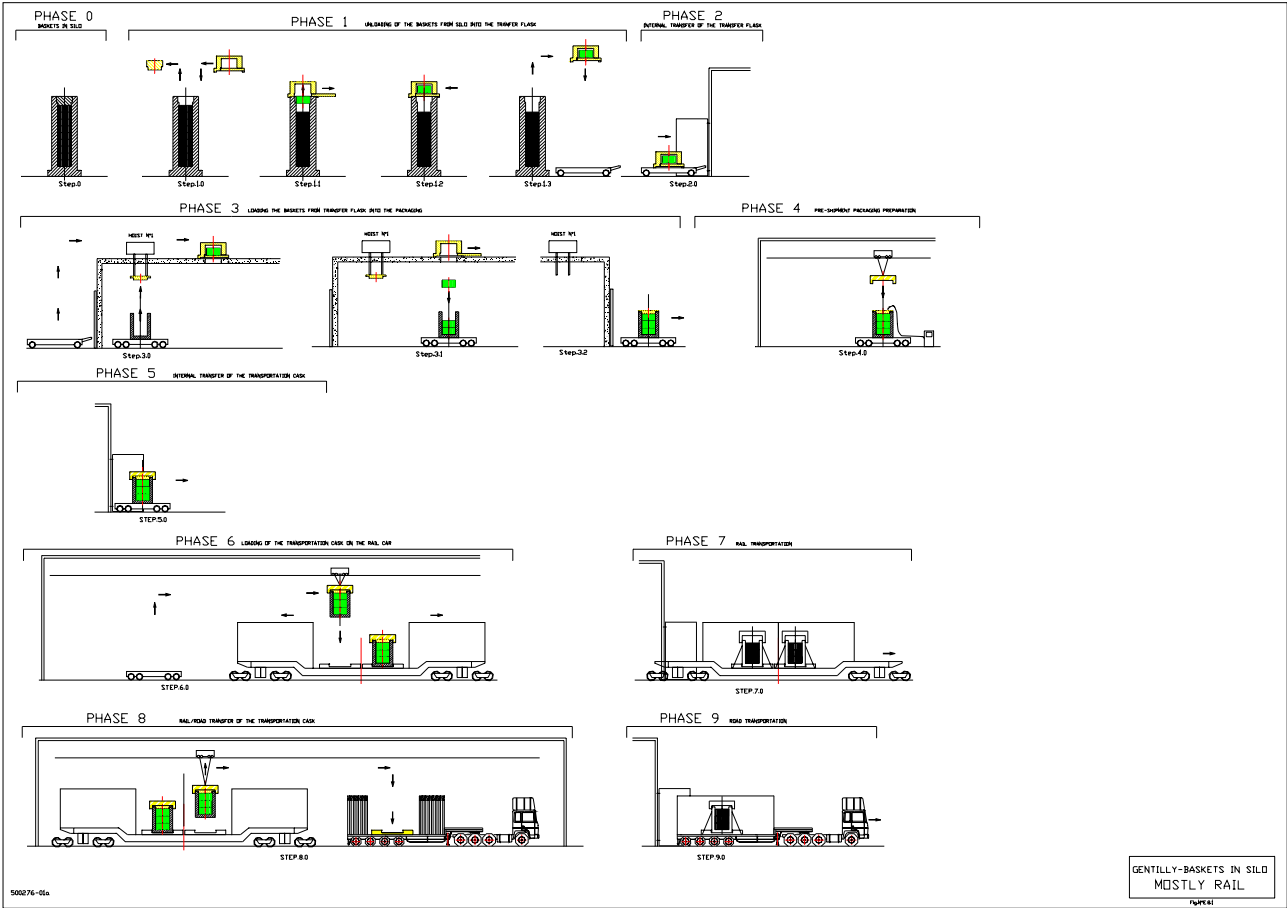 PHASE 0
BASKETS IN SILO
PHASE 1 UNLOADING OF THE BASKETS FROM SILO INTO THE TRANFER FLASK
PHASE 2
INTERNAL TRANSFER OF THE TRANSFER FLASK
Step.0
Step.1.0
Step.1.1
Step.1.2
Step.1.3
Step.2.0
PHASE 3 LOADING THE BASKETS FROM TRANSFER FLASK INTO THE PACKAGING
PHASE 4 PRE-SHIPMENT PACKAGING PREPARATION
HOIST N°1
HOIST N°1
HOIST N°1
Step.3.0
Step.3.1
Step.3.2
Step.4.0
PHASE 5 INTERNAL TRANSFER OF THE TRANSPORTATION CASK
STEP.5.0
PHASE 6 LOADING OF THE TRANSPORTATION CASK ON THE RAIL CAR
PHASE 7 RAIL TRANSPORTATION
STEP.6.0
STEP.7.0
PHASE 8 RAIL/ROAD TRANSFER OF THE TRANSPORTATION CASK
PHASE 9 ROAD TRANSPORTATION
STEP.8.0
STEP.9.0
GENTILLY-BASKETS IN SILO
MOSTLY RAIL
500276-01a